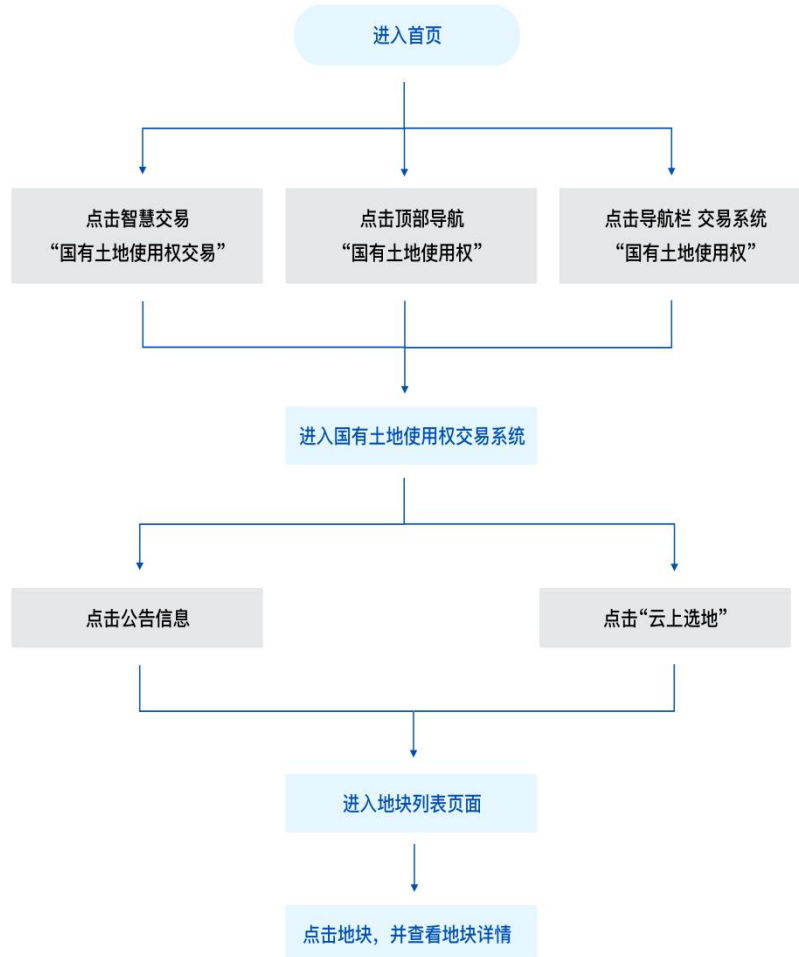 进入首页
点击智慧交易
“国有土地使用权交易”
点击顶部导航
“国有土地使用权”
点击导航栏 交易系统
“国有土地使用权”
进入国有土地使用权交易系统
点击公告信息
点击“云上选地”
进入地块列表页面
点击地块，并查看地块详情